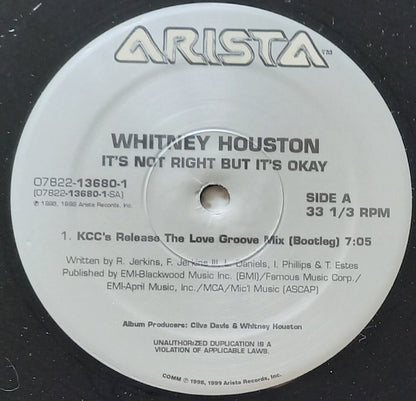 ARISTA TM
WHITNEY HOUSTON
IT'S NOT RIGHT BUT IT'S OKAY
07822-13680-1
(07822-13680-1-SA)
℗ 1998, 1999 Arista Records, Inc.
SIDE A
33 1/3 RPM
1. KCC's Release The Love Groove Mix (Bootleg) 7:05
Written by R. Jerkins, F. Jerkins III, L. Daniels, I. Phillips & T. Estes
Published by EMI-Blackwood Music Inc. (BMI)/Famous Music Corp./
EMI-April Music, Inc./MCA/Mic'l Music (ASCAP)
Album Producers: Clive Davis & Whitney Houston
UNAUTHORIZED DUPLICATION IS A
VIOLATION OF APPLICABLE LAWS.
COMM ℗ 1998, 1999 Arista Records, Inc.